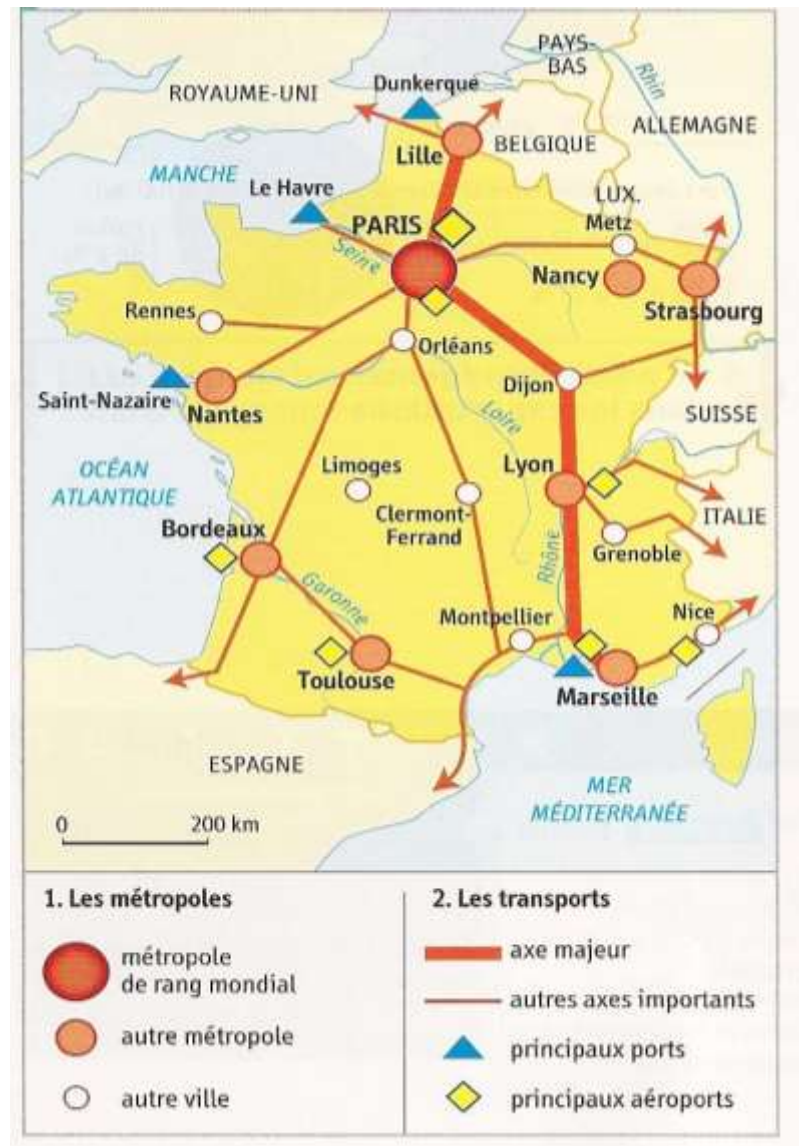 PAYS-
BAS
Rhin
Dunkerque
ROYAUME-UNI
ALLEMAGNE
Lille
BELGIQUE
MANCHE
Le Havre
LUX.
Metz
PARIS
Seine
Nancy
Strasbourg
Rennes
Orléans
Dijon
Saint-Nazaire
Nantes
Loire
SUISSE
OCÉAN
ATLANTIQUE
Limoges
Lyon
Clermont-
Ferrand
ITALIE
Bordeaux
Grenoble
Rhône
Garonne
Montpellier
Nice
Toulouse
Marseille
ESPAGNE
MER
MÉDITERRANÉE
0 200 km
1. Les métropoles
métropole
de rang mondial
autre métropole
autre ville
2. Les transports
axe majeur
autres axes importants
principaux ports
principaux aéroports